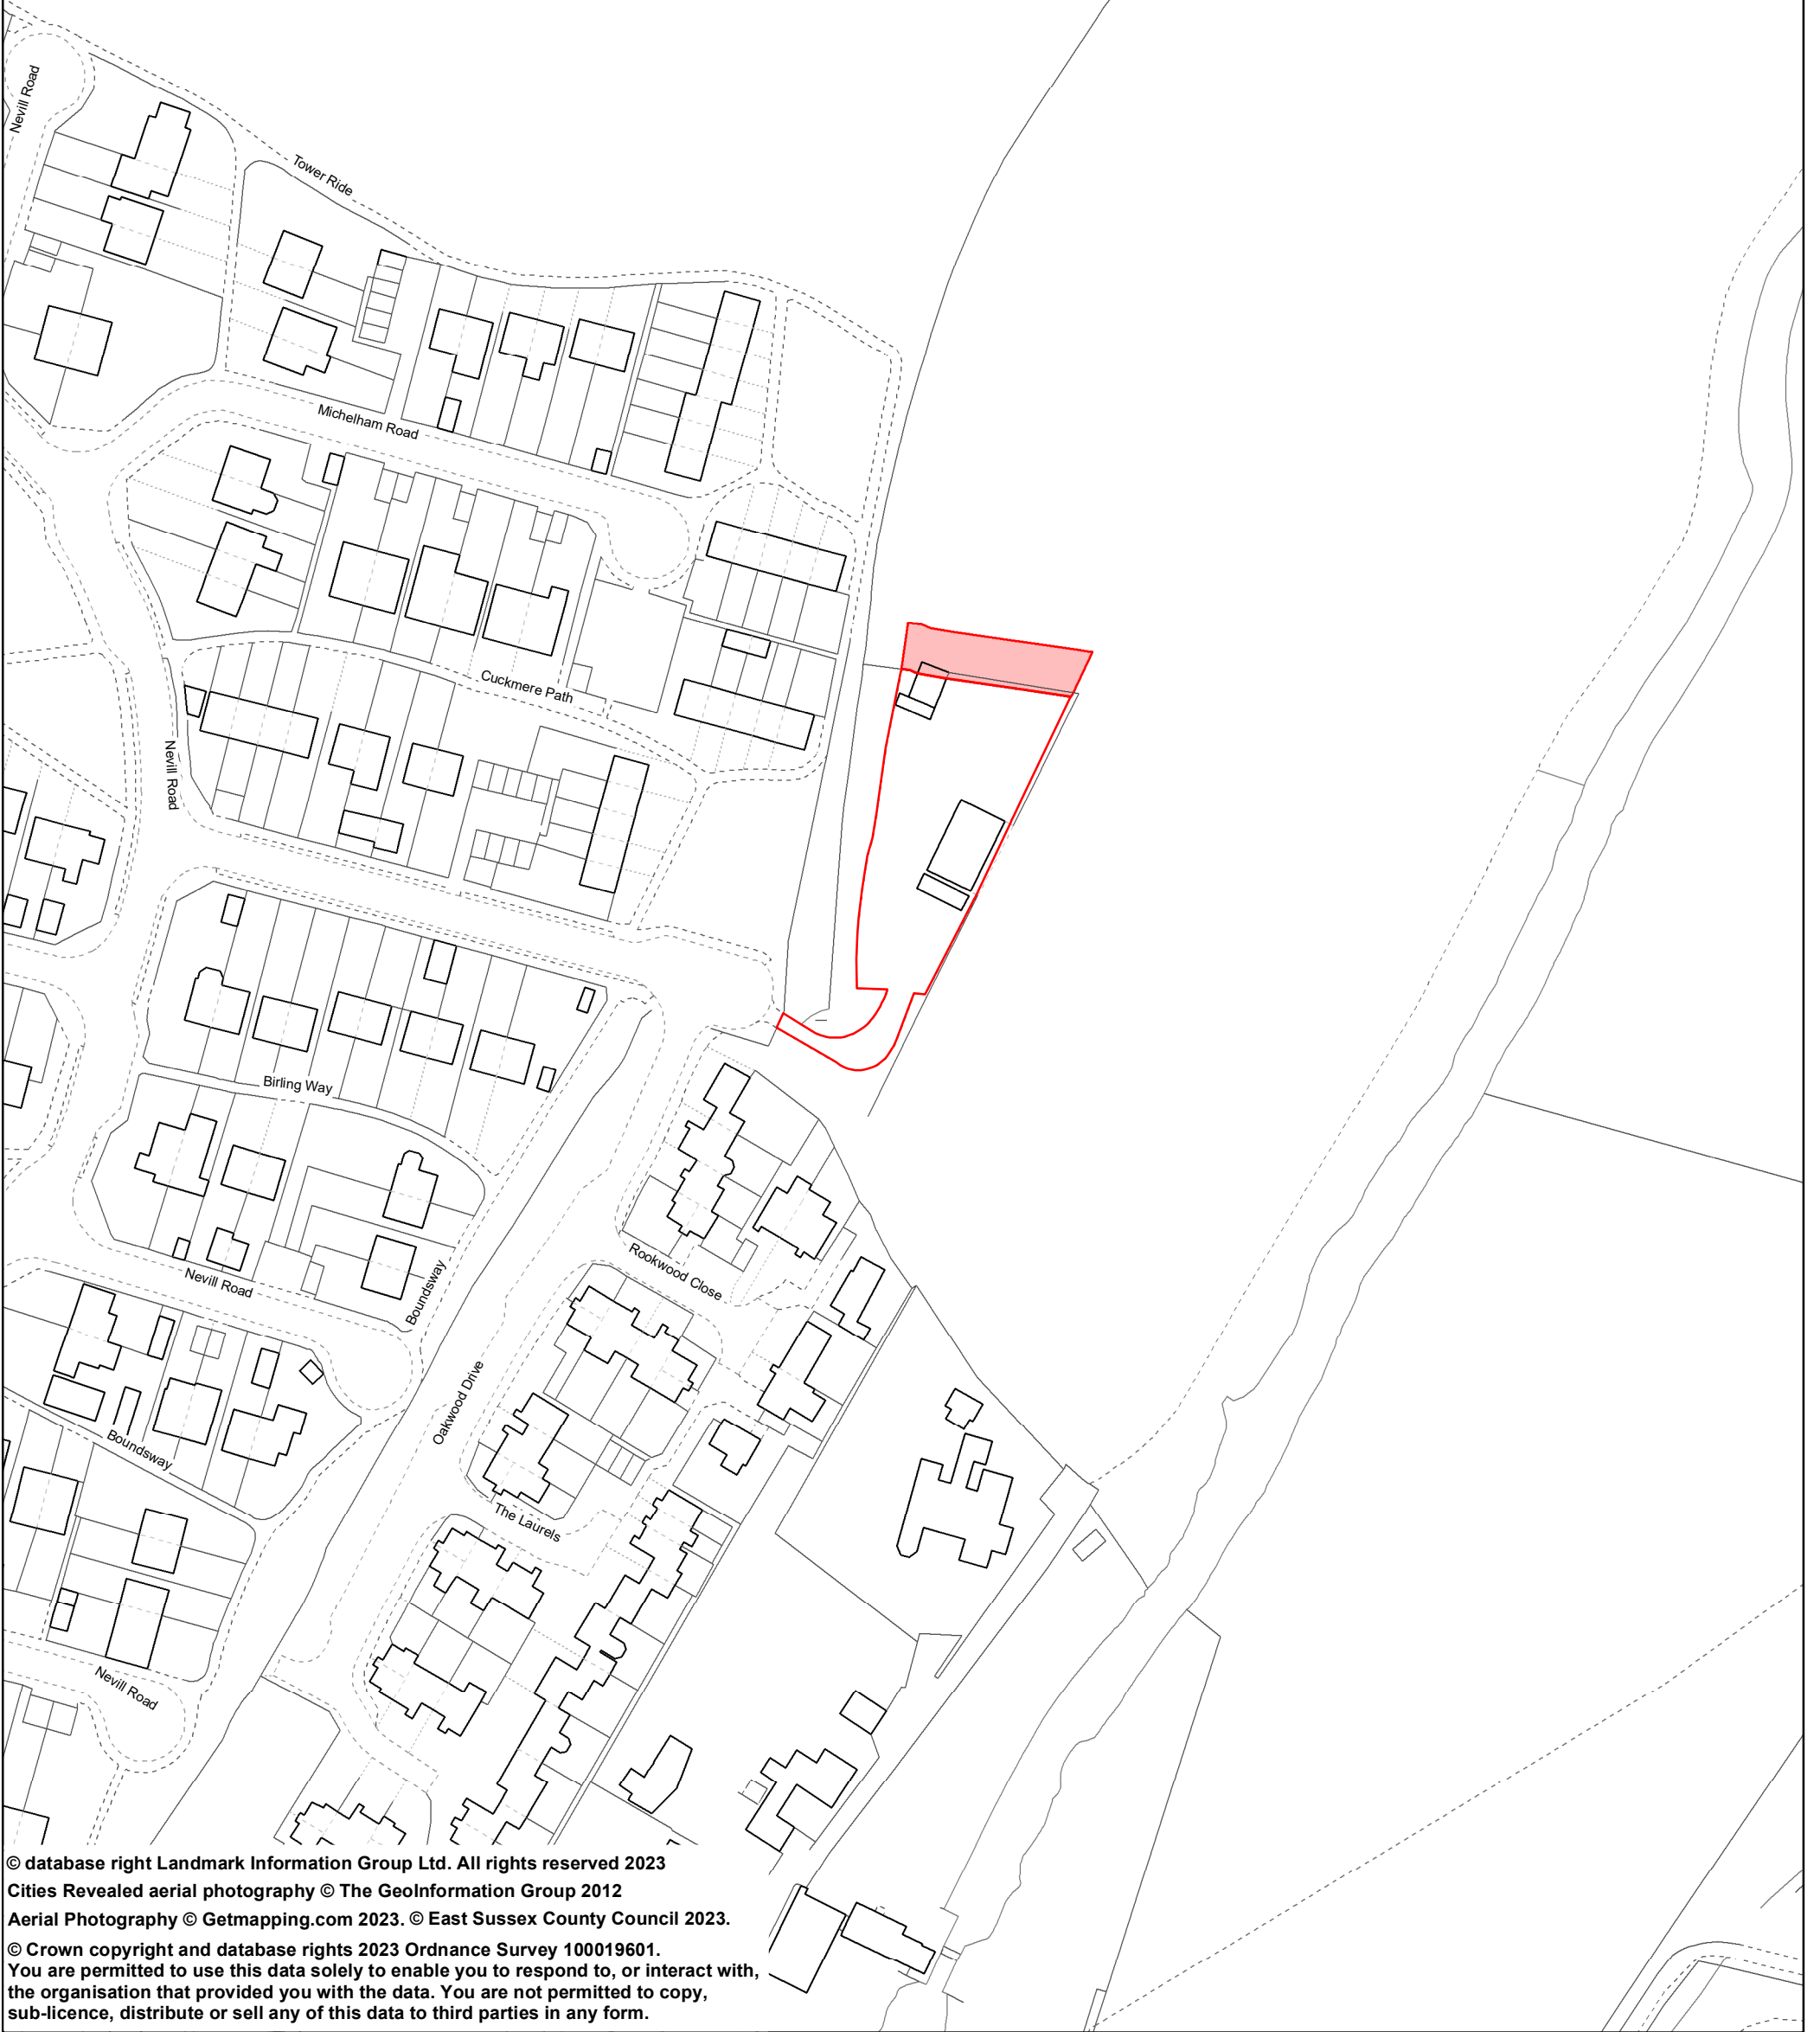 Nevill Road
Tower Ride
Michelham Road
Cuckmere Path
Nevill Road
Birling Way
Nevill Road
Boundsway
Rookwood Close
Oakwood Drive
Boundsway
The Laurels
Nevill Road
© database right Landmark Information Group Ltd. All rights reserved 2023
Cities Revealed aerial photography © The GeoInformation Group 2012
Aerial Photography © Getmapping.com 2023. © East Sussex County Council 2023.
© Crown copyright and database rights 2023 Ordnance Survey 100019601.
You are permitted to use this data solely to enable you to respond to, or interact with,
the organisation that provided you with the data. You are not permitted to copy,
sub-licence, distribute or sell any of this data to third parties in any form.